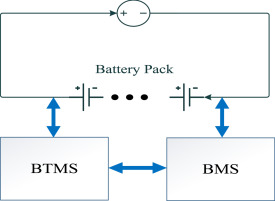 + −
Battery Pack
+ − + −
BTMS
BMS